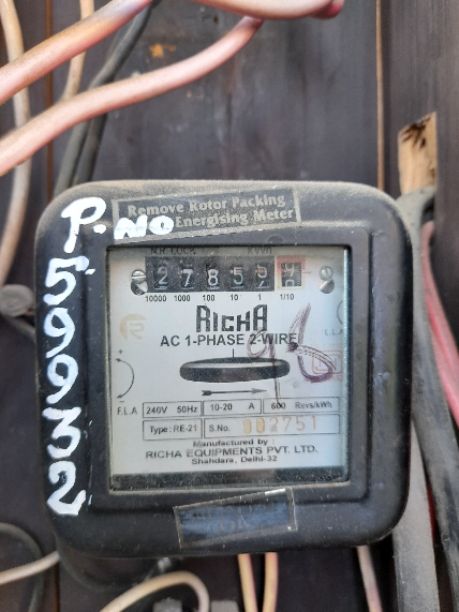 P.NO
59932
Remove Rotor Packing
Energising Meter
2785
10000 1000 100 10 1 1/10
RICHA
AC 1-PHASE 2-WIRE
F.L.A
240V 50Hz 10-20 A 600 Revs/kWh
Type: RE-21 S.No. 002751
Manufactured by :
RICHA EQUIPMENTS PVT. LTD.
Shahdara, Delhi-32